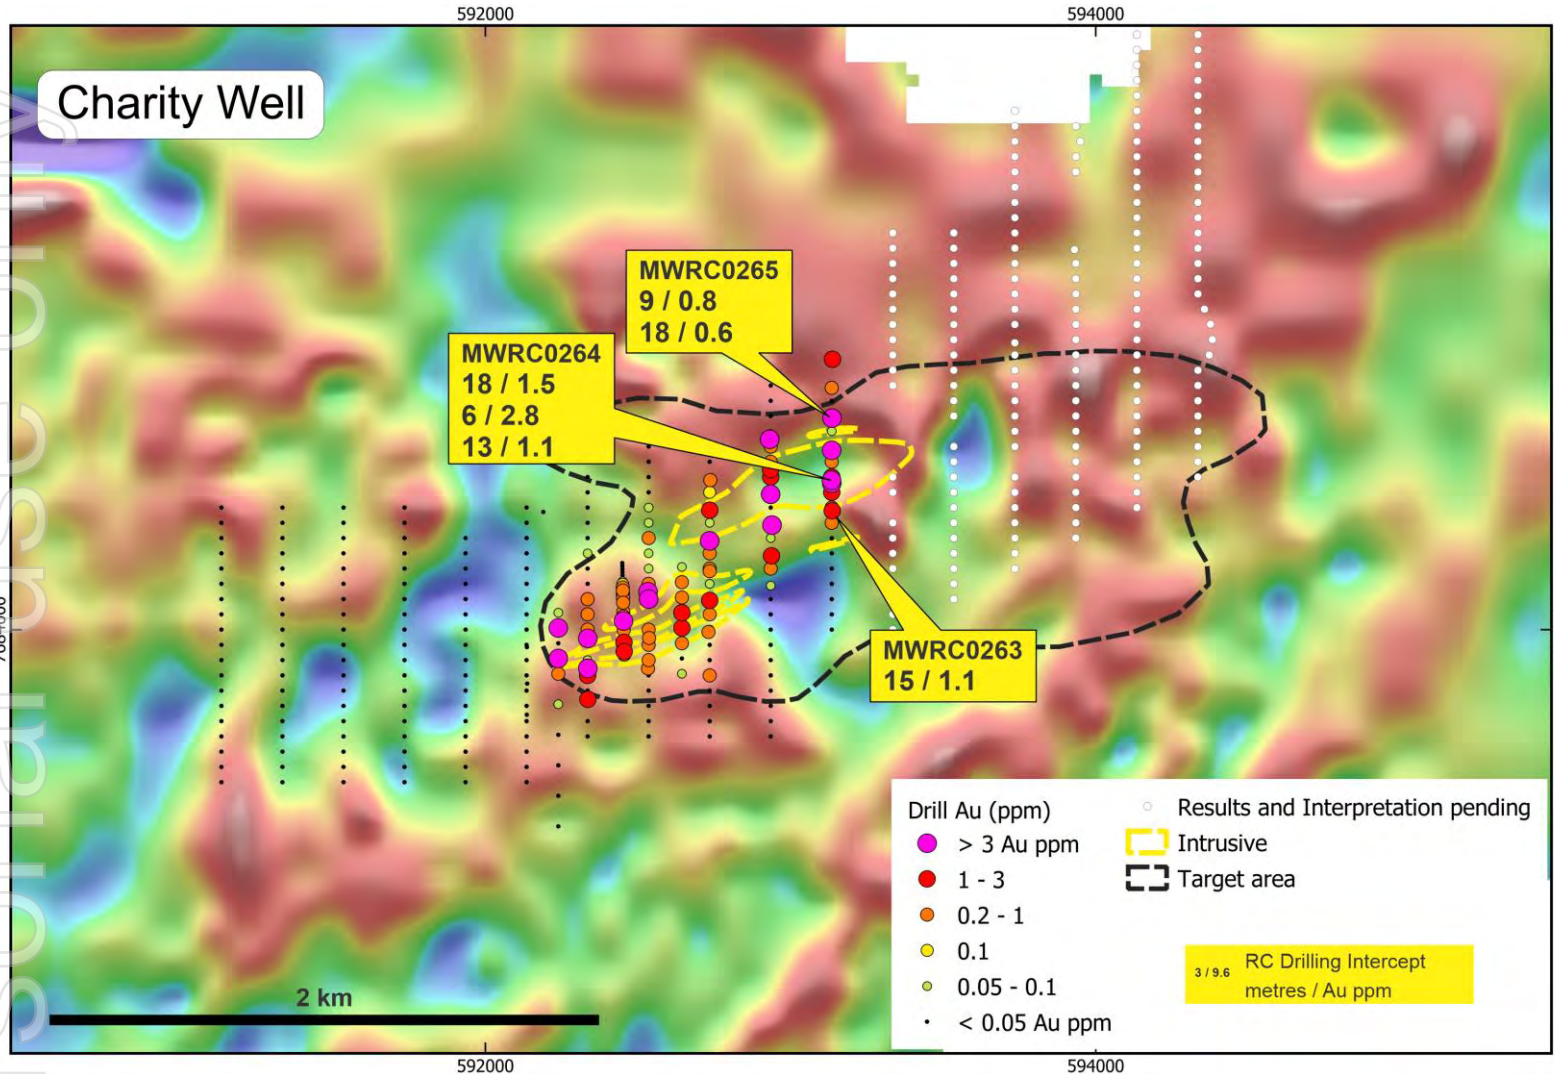 592000
594000
Charity Well
MWRC0265
9 / 0.8
18 / 0.6
MWRC0264
18 / 1.5
6 / 2.8
13 / 1.1
MWRC0263
15 / 1.1
Drill Au (ppm)
> 3 Au ppm
1 - 3
0.2 - 1
0.1
0.05 - 0.1
< 0.05 Au ppm
Results and Interpretation pending
Intrusive
Target area
3 / 9.6
RC Drilling Intercept
metres / Au ppm
2 km
592000
594000